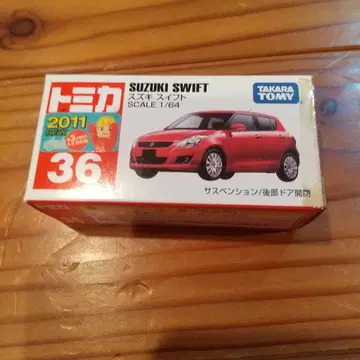 トミカ
2011
NEW
36
SUZUKI SWIFT
スズキ スイフト
SCALE 1/64
TAKARA
TOMY
サスペンション/後部ドア開閉